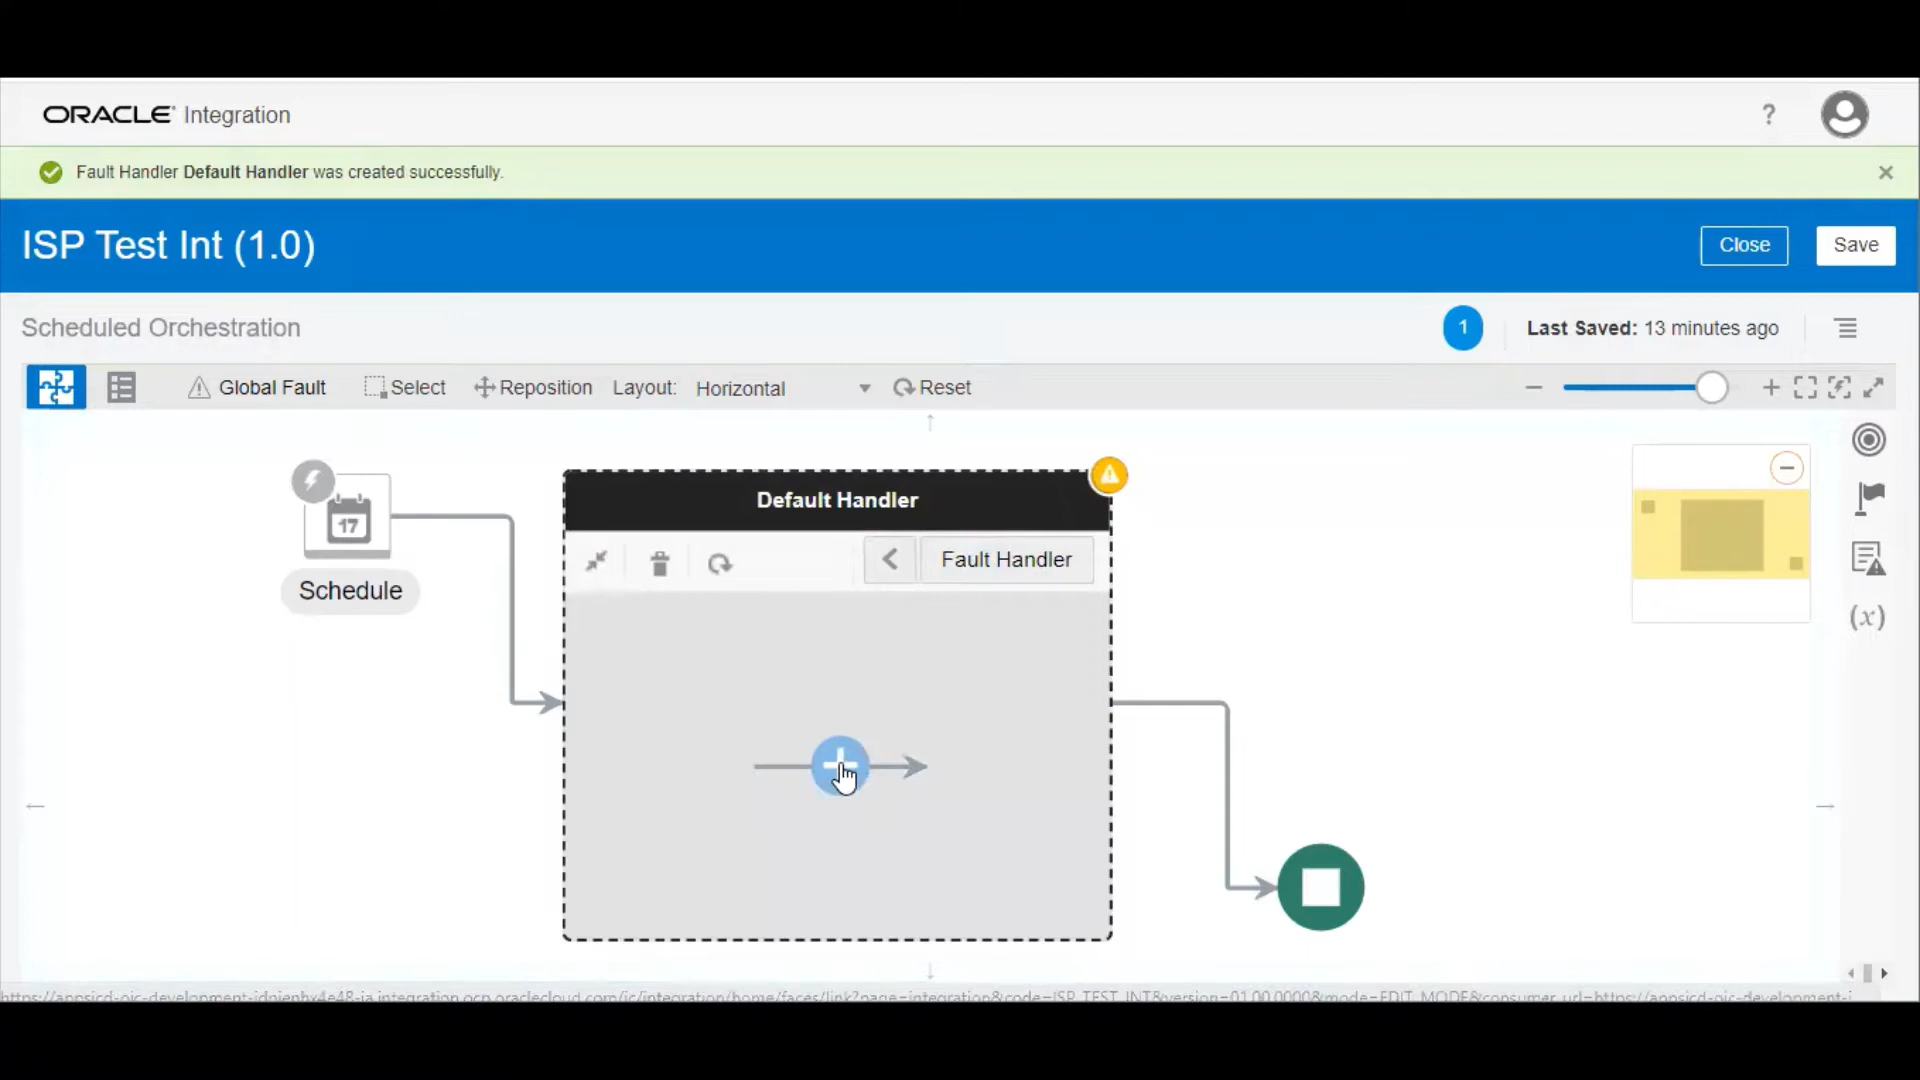 ORACLE Integration
?
Fault Handler Default Handler was created successfully.
ISP Test Int (1.0)
Close
Save
Scheduled Orchestration
1
Last Saved: 13 minutes ago
Global Fault
Select
Reposition
Layout:
Horizontal
Reset
Default Handler
Fault Handler
17
Schedule
(x)